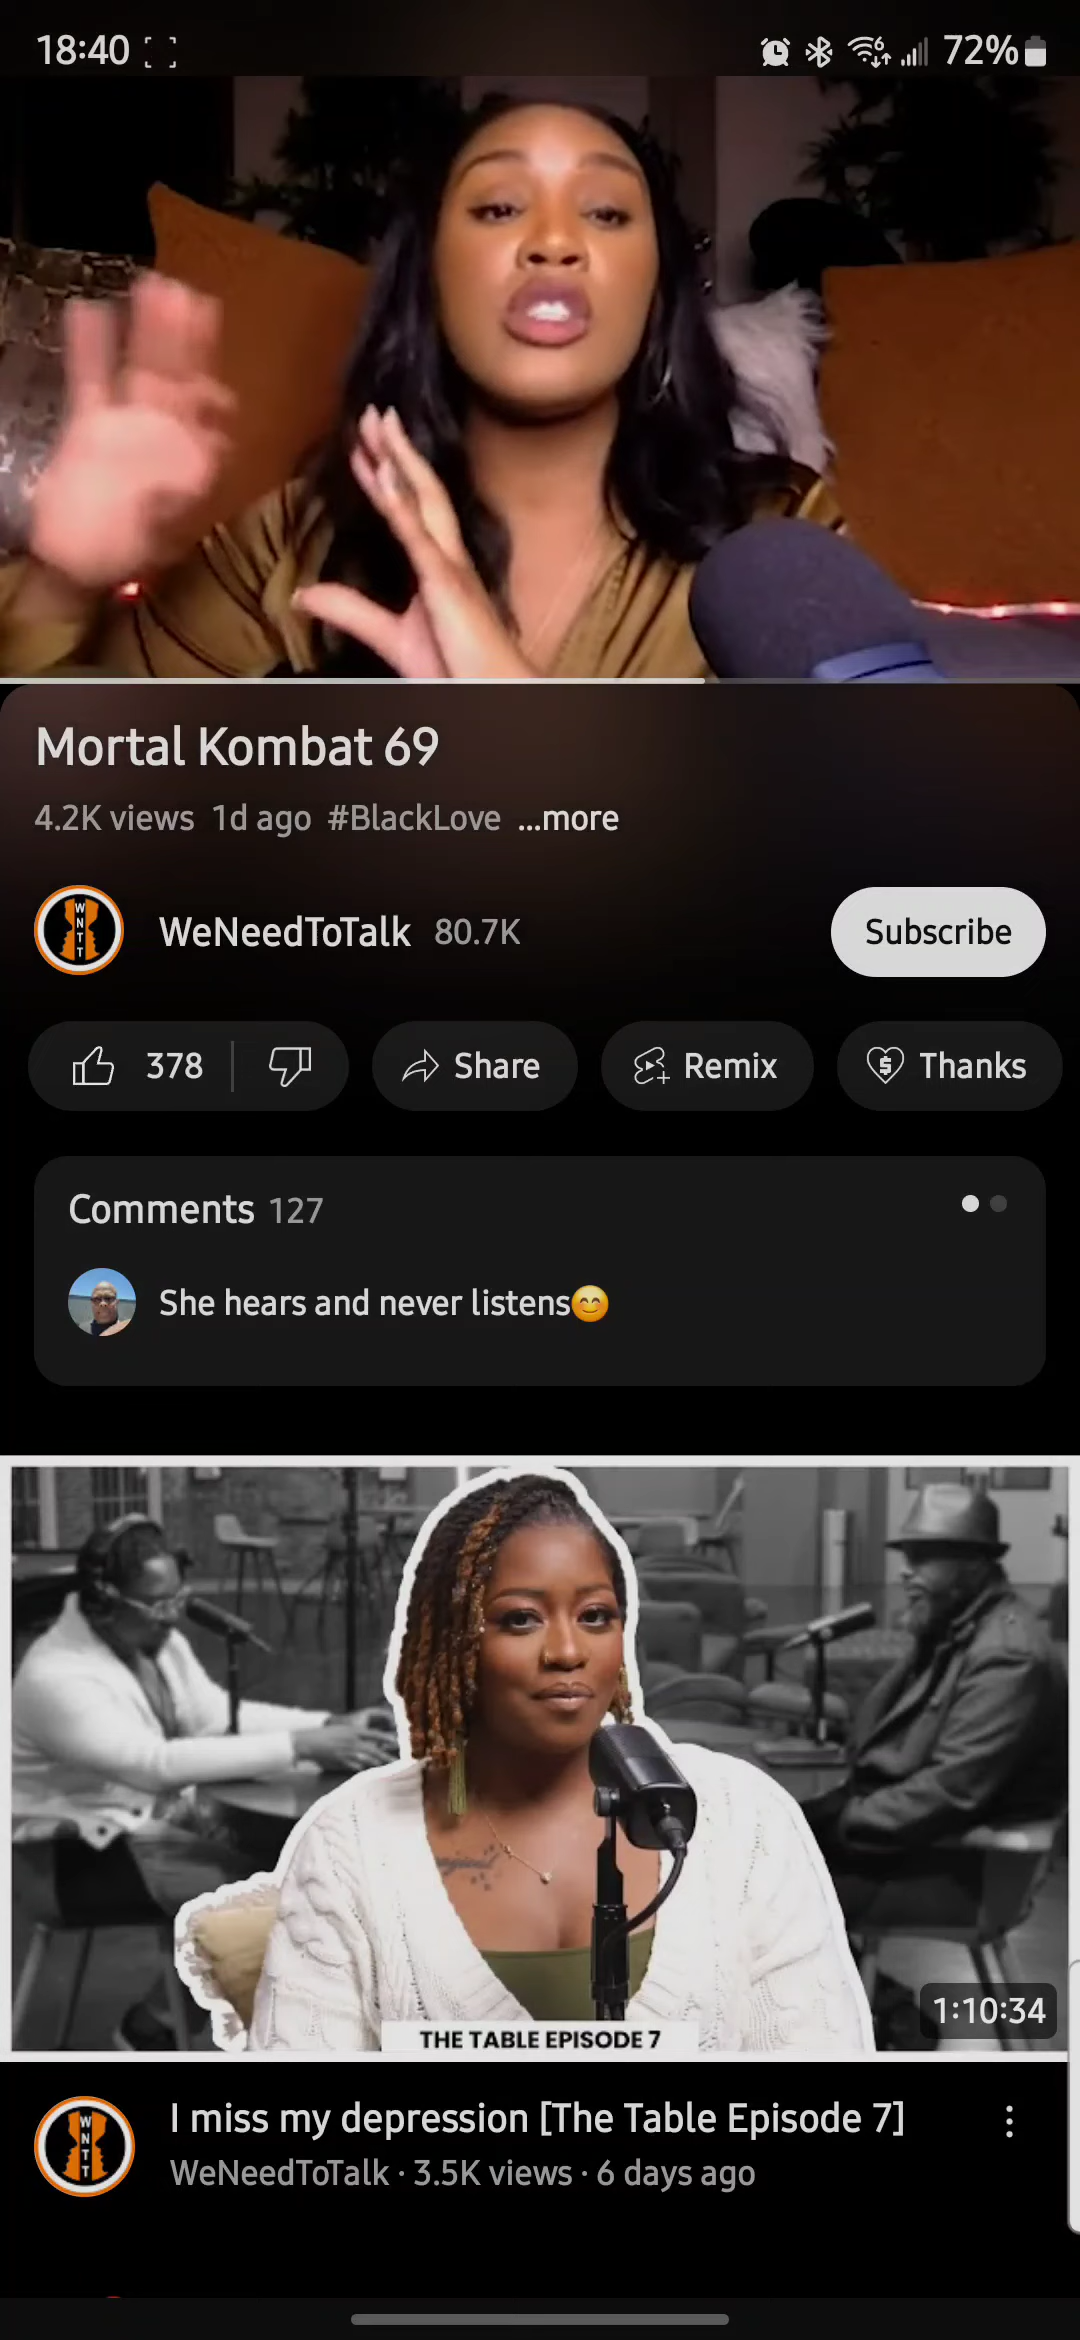 18:40 72%
Mortal Kombat 69
4.2K views 1d ago #BlackLove ...more
WNTT
WeNeedToTalk 80.7K Subscribe
378 Share Remix Thanks
Comments 127
She hears and never listens😊
THE TABLE EPISODE 7
1:10:34
WNTT
I miss my depression [The Table Episode 7]
WeNeedToTalk · 3.5K views · 6 days ago